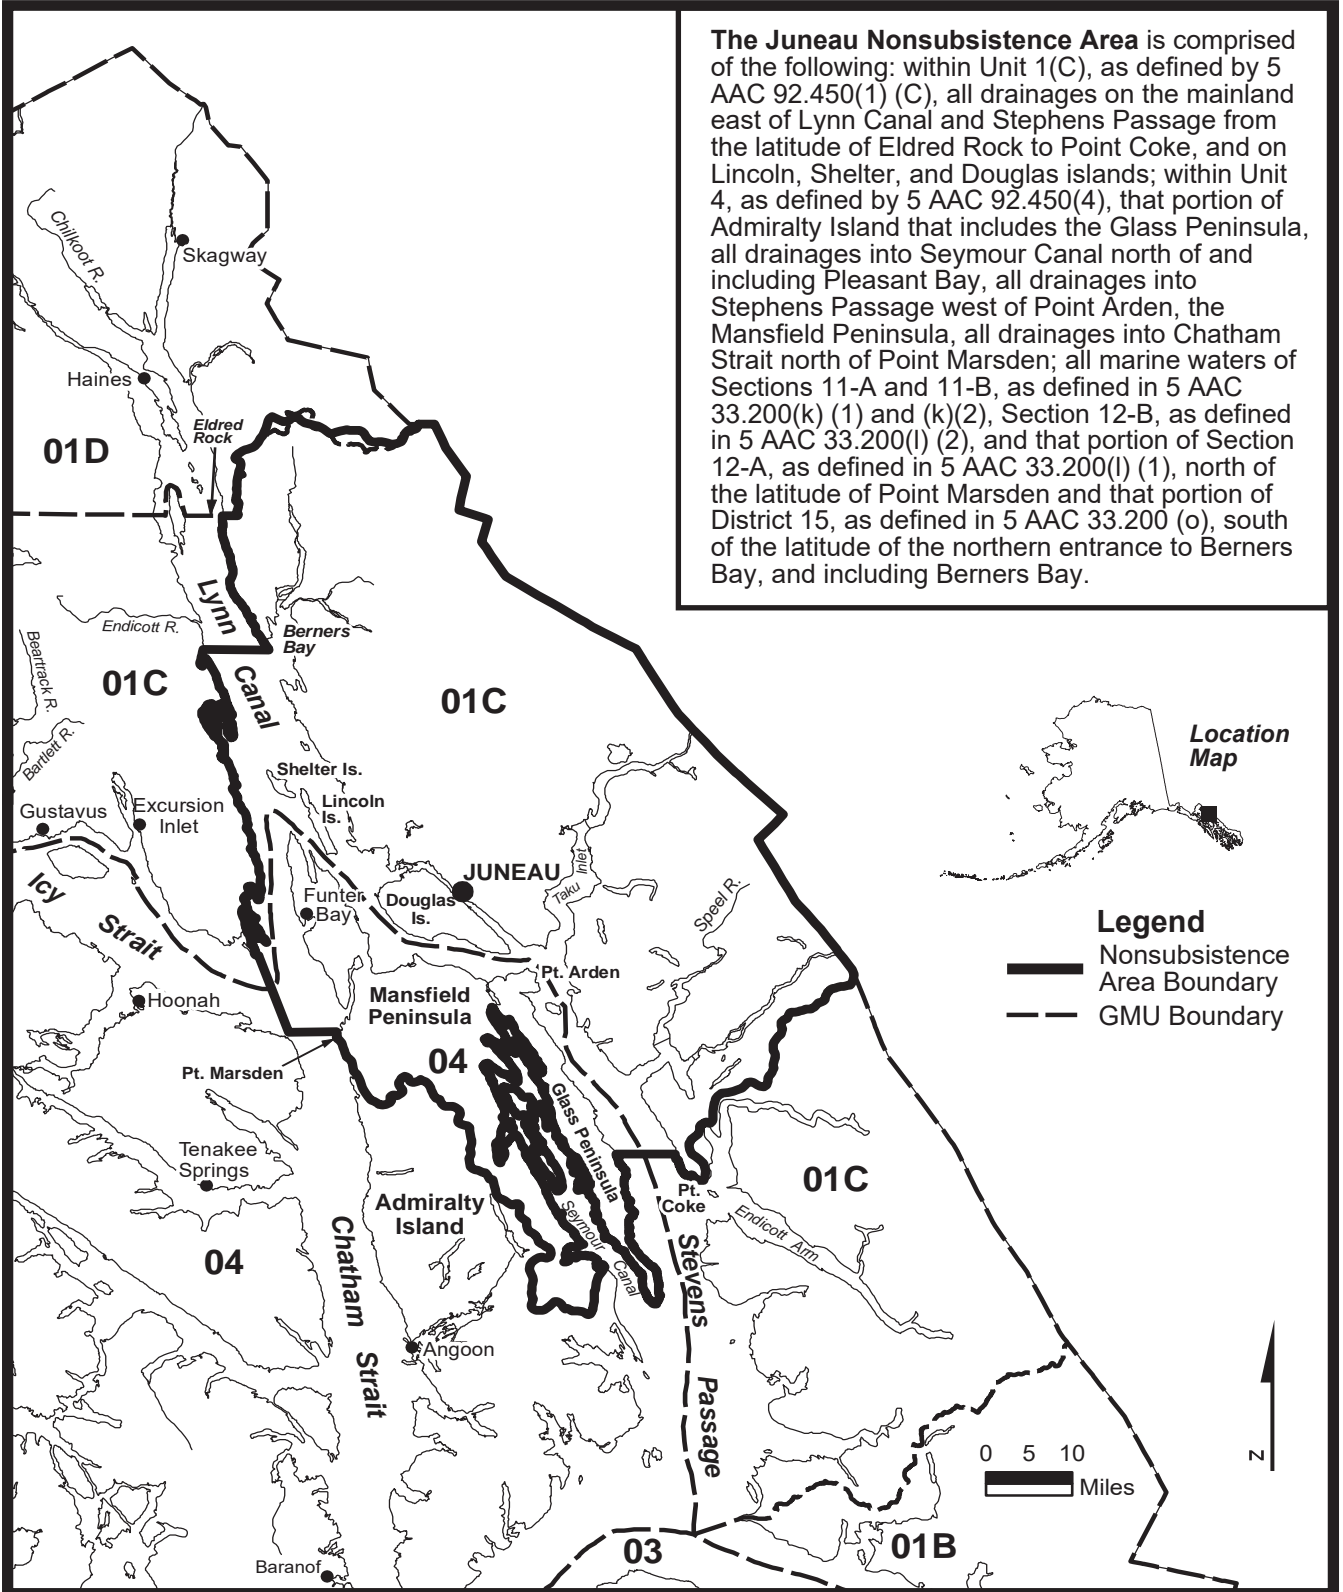 The Juneau Nonsubsistence Area is comprised
of the following: within Unit 1(C), as defined by 5
AAC 92.450(1) (C), all drainages on the mainland
east of Lynn Canal and Stephens Passage from
the latitude of Eldred Rock to Point Coke, and on
Lincoln, Shelter, and Douglas islands; within Unit
4, as defined by 5 AAC 92.450(4), that portion of
Admiralty Island that includes the Glass Peninsula,
all drainages into Seymour Canal north of and
including Pleasant Bay, all drainages into
Stephens Passage west of Point Arden, the
Mansfield Peninsula, all drainages into Chatham
Strait north of Point Marsden; all marine waters of
Sections 11-A and 11-B, as defined in 5 AAC
33.200(k) (1) and (k)(2), Section 12-B, as defined
in 5 AAC 33.200(l) (2), and that portion of Section
12-A, as defined in 5 AAC 33.200(l) (1), north of
the latitude of Point Marsden and that portion of
District 15, as defined in 5 AAC 33.200 (o), south
of the latitude of the northern entrance to Berners
Bay, and including Berners Bay.
Chilkoot R.
Skagway
Haines
Eldred
Rock
01D
Lynn
Canal
Endicott R.
Berners
Bay
Beartrack R.
01C
01C
Bartlett R.
Location
Map
Shelter Is.
Lincoln
Is.
Gustavus
Excursion
Inlet
JUNEAU
Taku Inlet
Icy
Strait
Funter
Bay
Douglas
Is.
Speel R.
Legend
Nonsubsistence
Area Boundary
GMU Boundary
Pt. Arden
Hoonah
Mansfield
Peninsula
04
Pt. Marsden
Glass Peninsula
Tenakee
Springs
Admiralty
Island
Seymour
Canal
Pt.
Coke
01C
Endicott Arm
04
Chatham
Strait
Stevens
Passage
Angoon
0 5 10
Miles
N
Baranof
03
01B